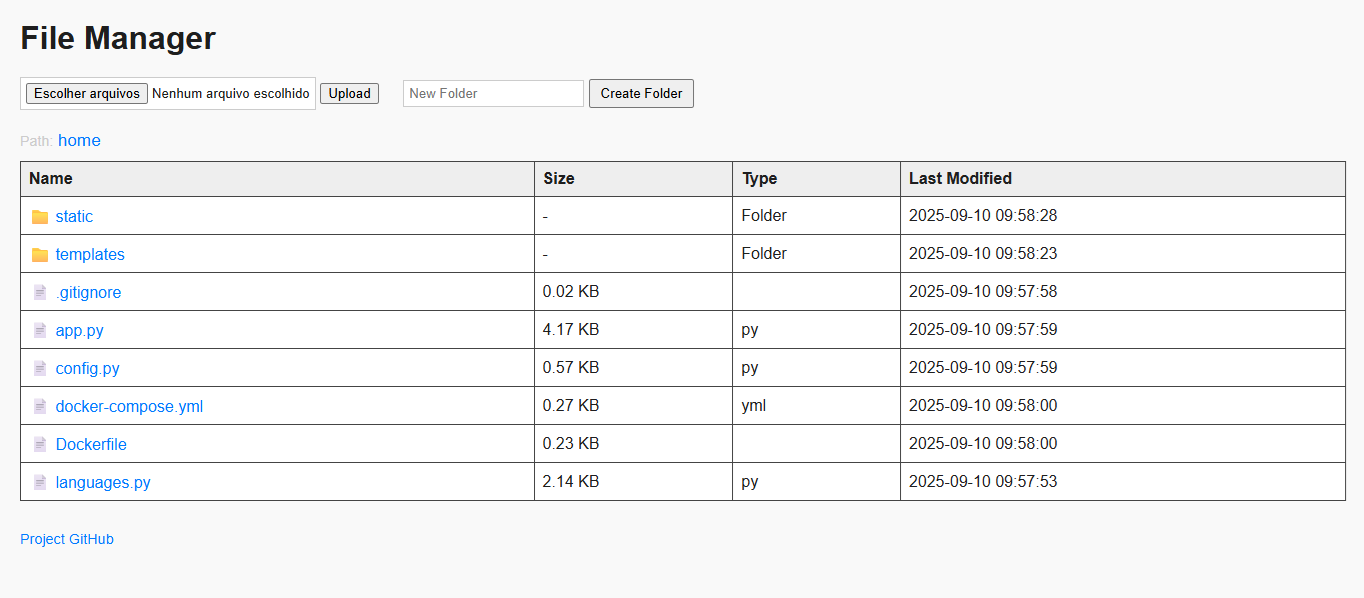 File Manager
Escolher arquivos Nenhum arquivo escolhido Upload New Folder Create Folder
Path: home
Name Size Type Last Modified
static - Folder 2025-09-10 09:58:28
templates - Folder 2025-09-10 09:58:23
.gitignore 0.02 KB 2025-09-10 09:57:58
app.py 4.17 KB py 2025-09-10 09:57:59
config.py 0.57 KB py 2025-09-10 09:57:59
docker-compose.yml 0.27 KB yml 2025-09-10 09:58:00
Dockerfile 0.23 KB 2025-09-10 09:58:00
languages.py 2.14 KB py 2025-09-10 09:57:53
Project GitHub